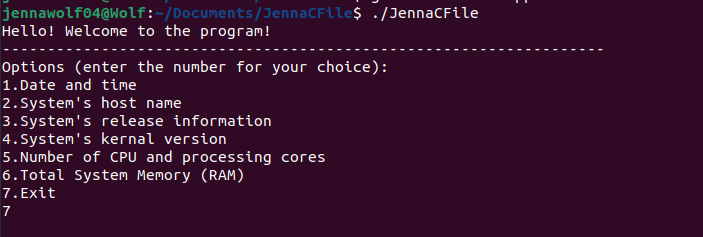 jennawolf04@Wolf:~/Documents/JennaCFile$ ./JennaCFile
Hello! Welcome to the program!
-----------------------------------------------------------------
Options (enter the number for your choice):
1.Date and time
2.System's host name
3.System's release information
4.System's kernal version
5.Number of CPU and processing cores
6.Total System Memory (RAM)
7.Exit
7